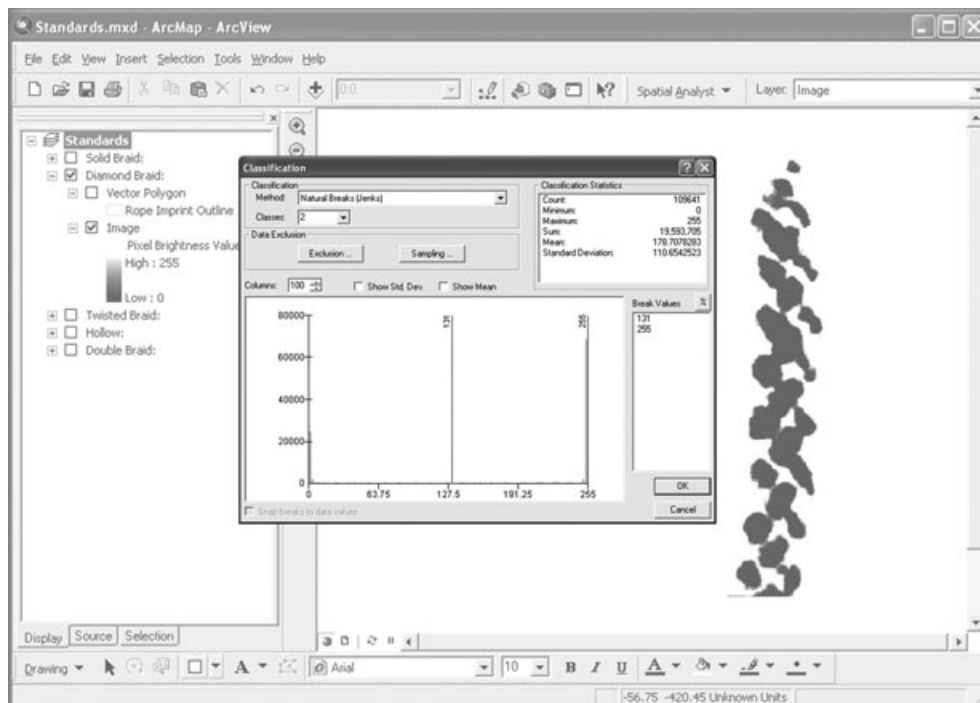 Standards.mxd - ArcMap - ArcView
File Edit View Insert Selection Tools Window Help
0.0
Spatial Analyst
Layer: Image
Standards
Solid Braid:
Diamond Braid:
Vector Polygon
Rope Imprint Outline
Image
Pixel Brightness Value
High : 255
Low : 0
Twisted Braid:
Hollow:
Double Braid:
Classification
Classification
Method: Natural Breaks (Jenks)
Classes: 2
Data Exclusion
Exclusion ... Sampling ...
Classification Statistics
Count: 109641
Minimum: 0
Maximum: 255
Sum: 19,593,705
Mean: 178.7078283
Standard Deviation: 110.6542523
Columns: 100 Show Std. Dev. Show Mean
Break Values %
131
255
80000
60000
40000
20000
0
131
255
0 63.75 127.5 191.25 255
Snap breaks to data values
OK
Cancel
Display Source Selection
Drawing A Arial 10 B I U A
-56.75 -420.45 Unknown Units